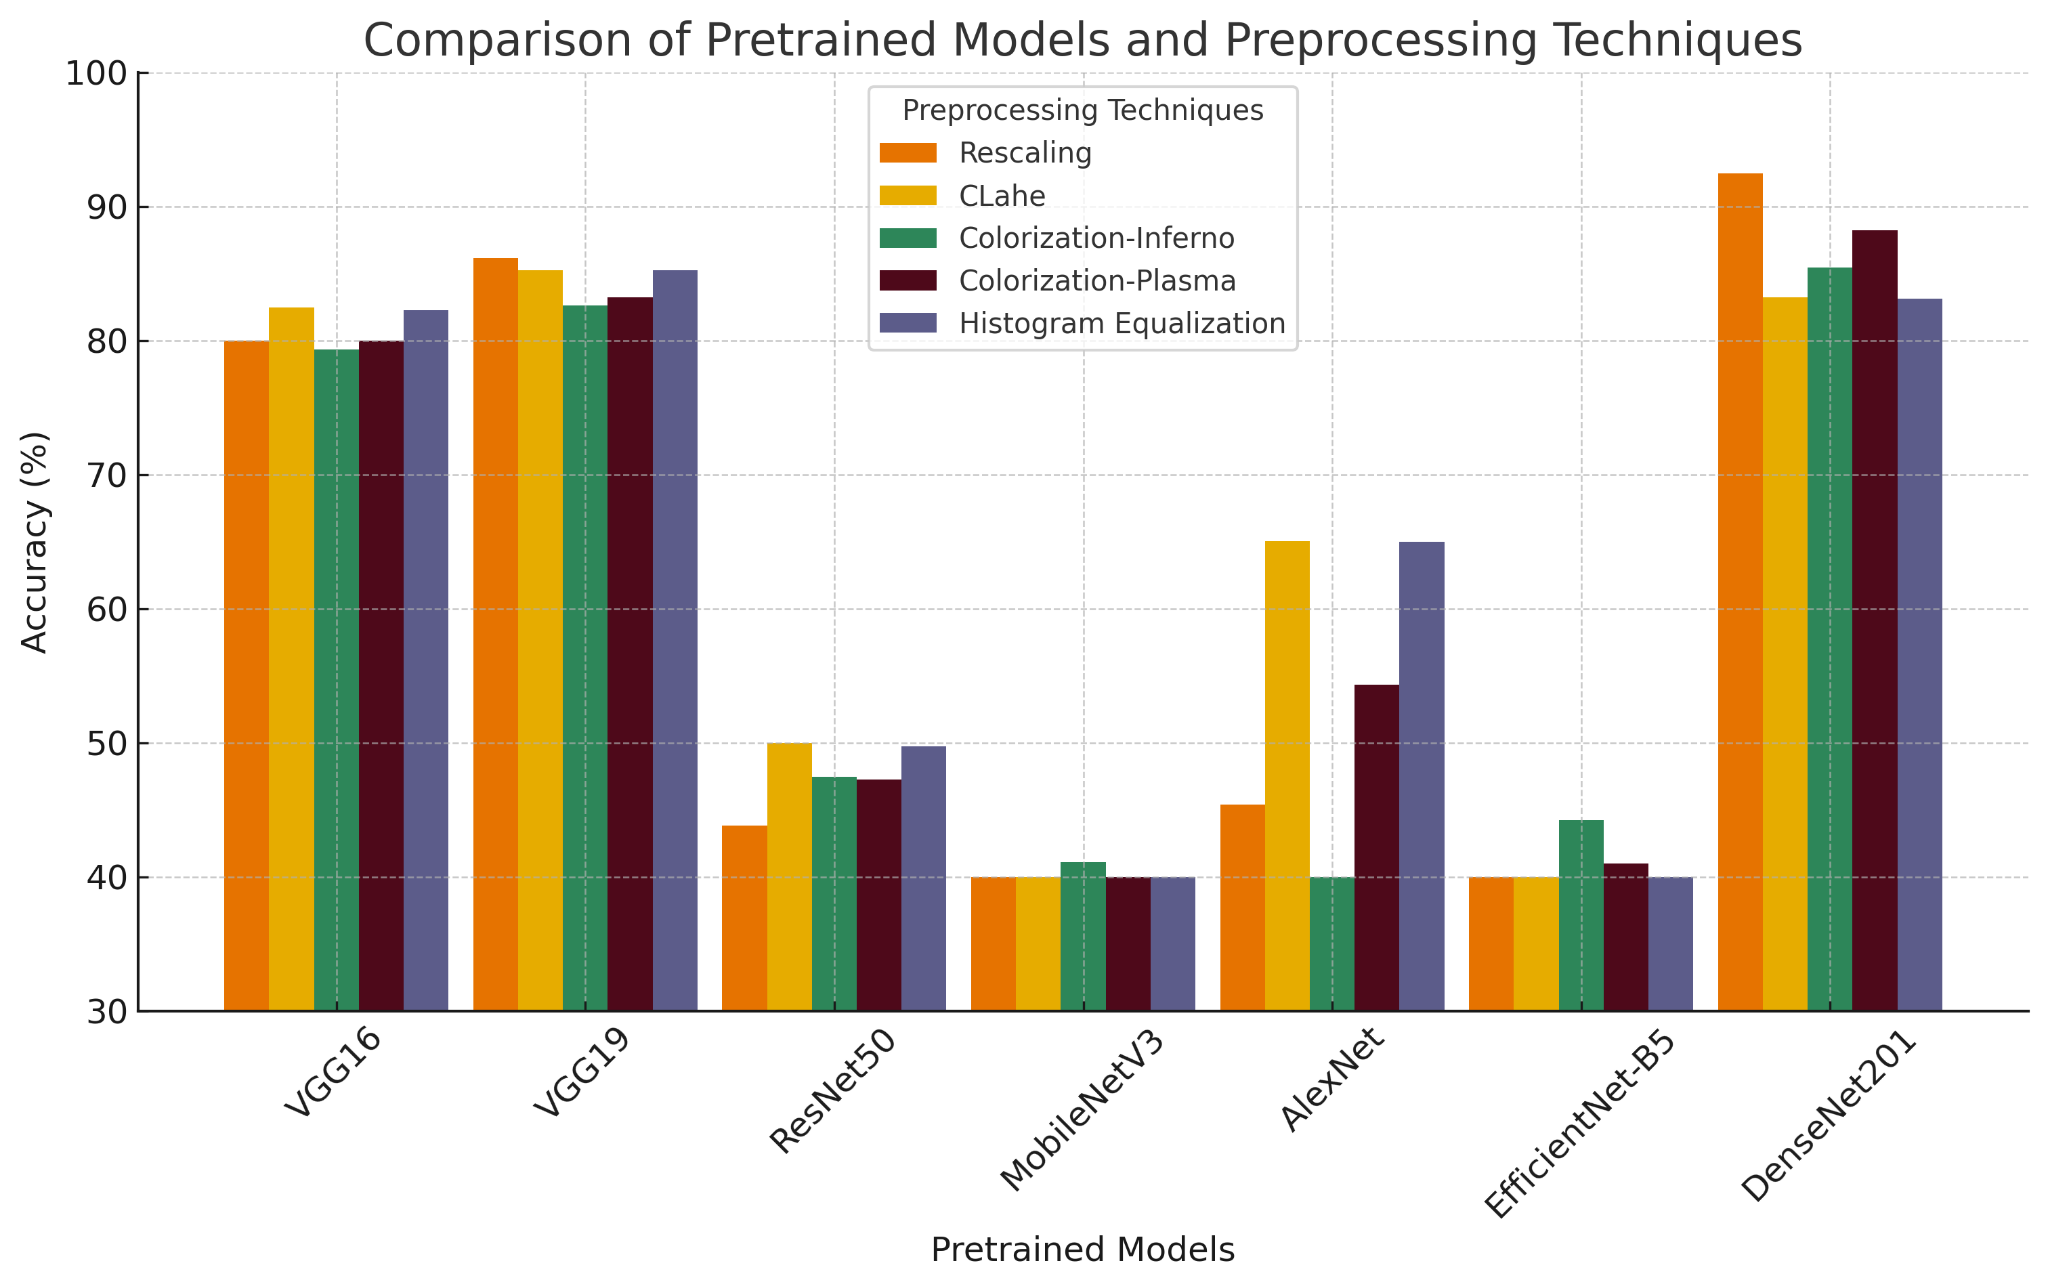 Comparison of Pretrained Models and Preprocessing Techniques
100
90
80
70
60
50
40
30
Accuracy (%)
Preprocessing Techniques
Rescaling
CLahe
Colorization-Inferno
Colorization-Plasma
Histogram Equalization
VGG16
VGG19
ResNet50
MobileNetV3
AlexNet
EfficientNet-B5
DenseNet201
Pretrained Models